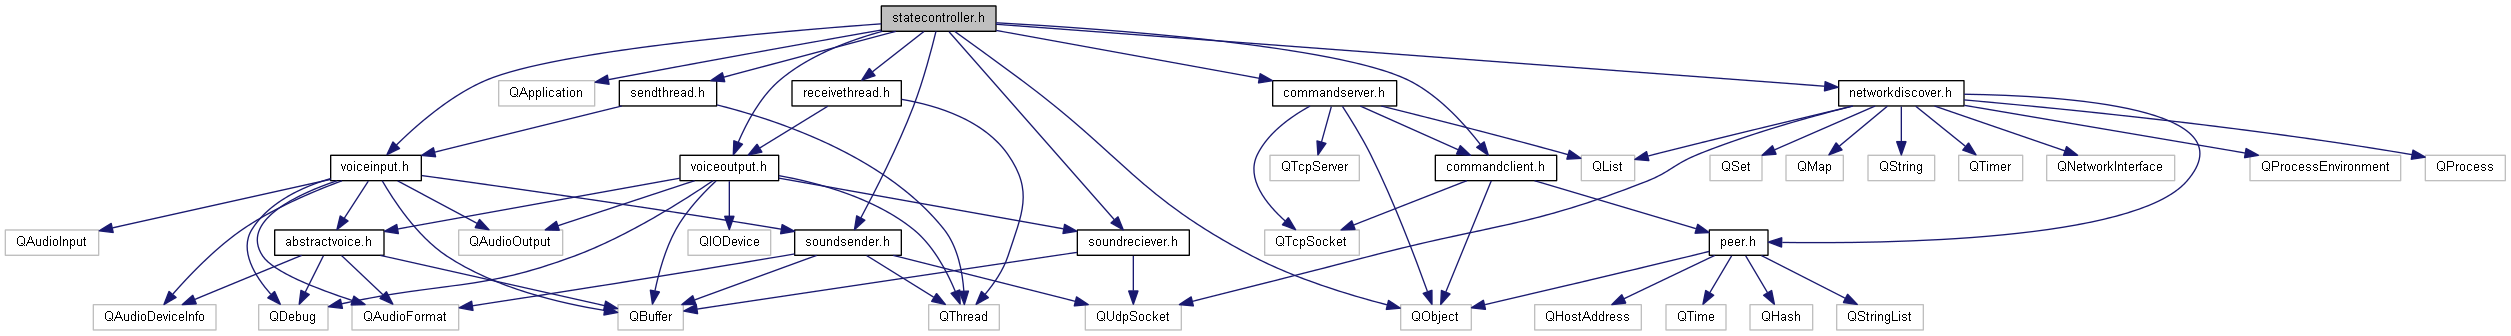 statecontroller.h
QApplication
sendthread.h
receivethread.h
commandserver.h
networkdiscover.h
voiceinput.h
voiceoutput.h
QTcpServer
commandclient.h
QList
QSet
QMap
QString
QTimer
QNetworkInterface
QProcessEnvironment
QProcess
QAudioInput
abstractvoice.h
QAudioOutput
QIODevice
soundsender.h
soundreciever.h
QTcpSocket
peer.h
QAudioDeviceInfo
QDebug
QAudioFormat
QBuffer
QThread
QUdpSocket
QObject
QHostAddress
QTime
QHash
QStringList